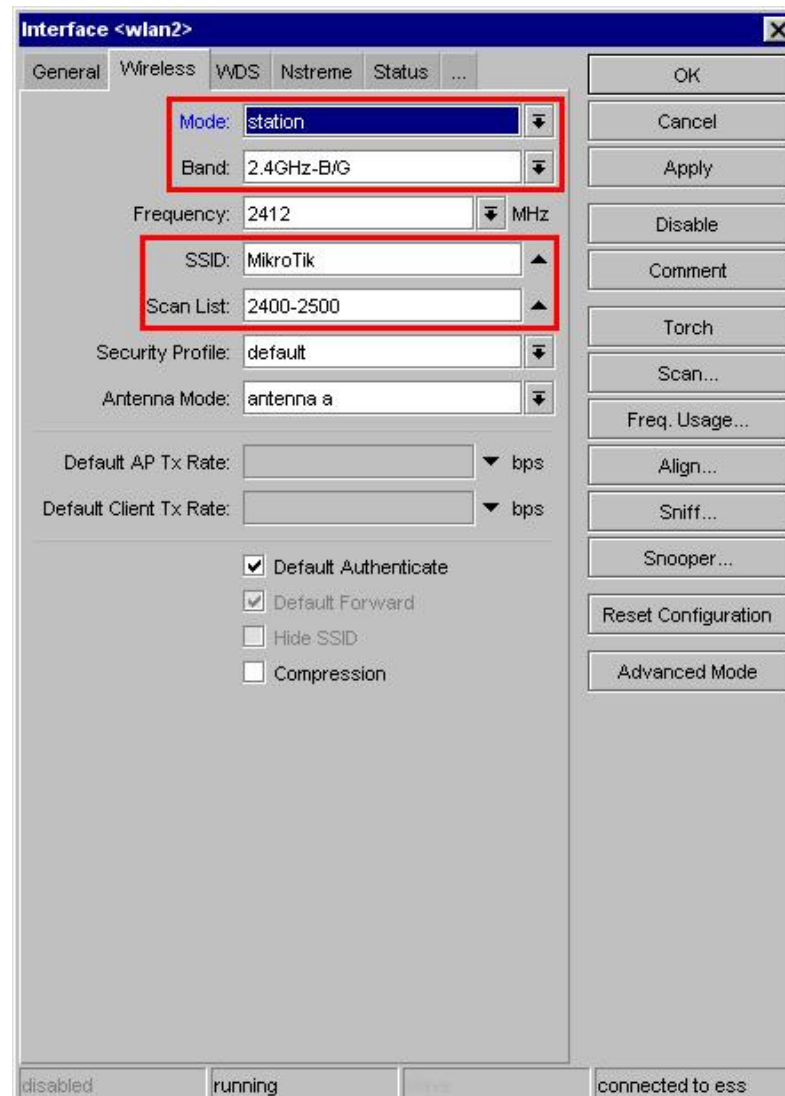 Interface <wlan2>
General Wireless WDS Nstreme Status ...
Mode: station
Band: 2.4GHz-B/G
Frequency: 2412 MHz
SSID: MikroTik
Scan List: 2400-2500
Security Profile: default
Antenna Mode: antenna a
Default AP Tx Rate: bps
Default Client Tx Rate: bps
Default Authenticate
Default Forward
Hide SSID
Compression
OK
Cancel
Apply
Disable
Comment
Torch
Scan...
Freq. Usage...
Align...
Sniff...
Snooper...
Reset Configuration
Advanced Mode
disabled running connected to ess